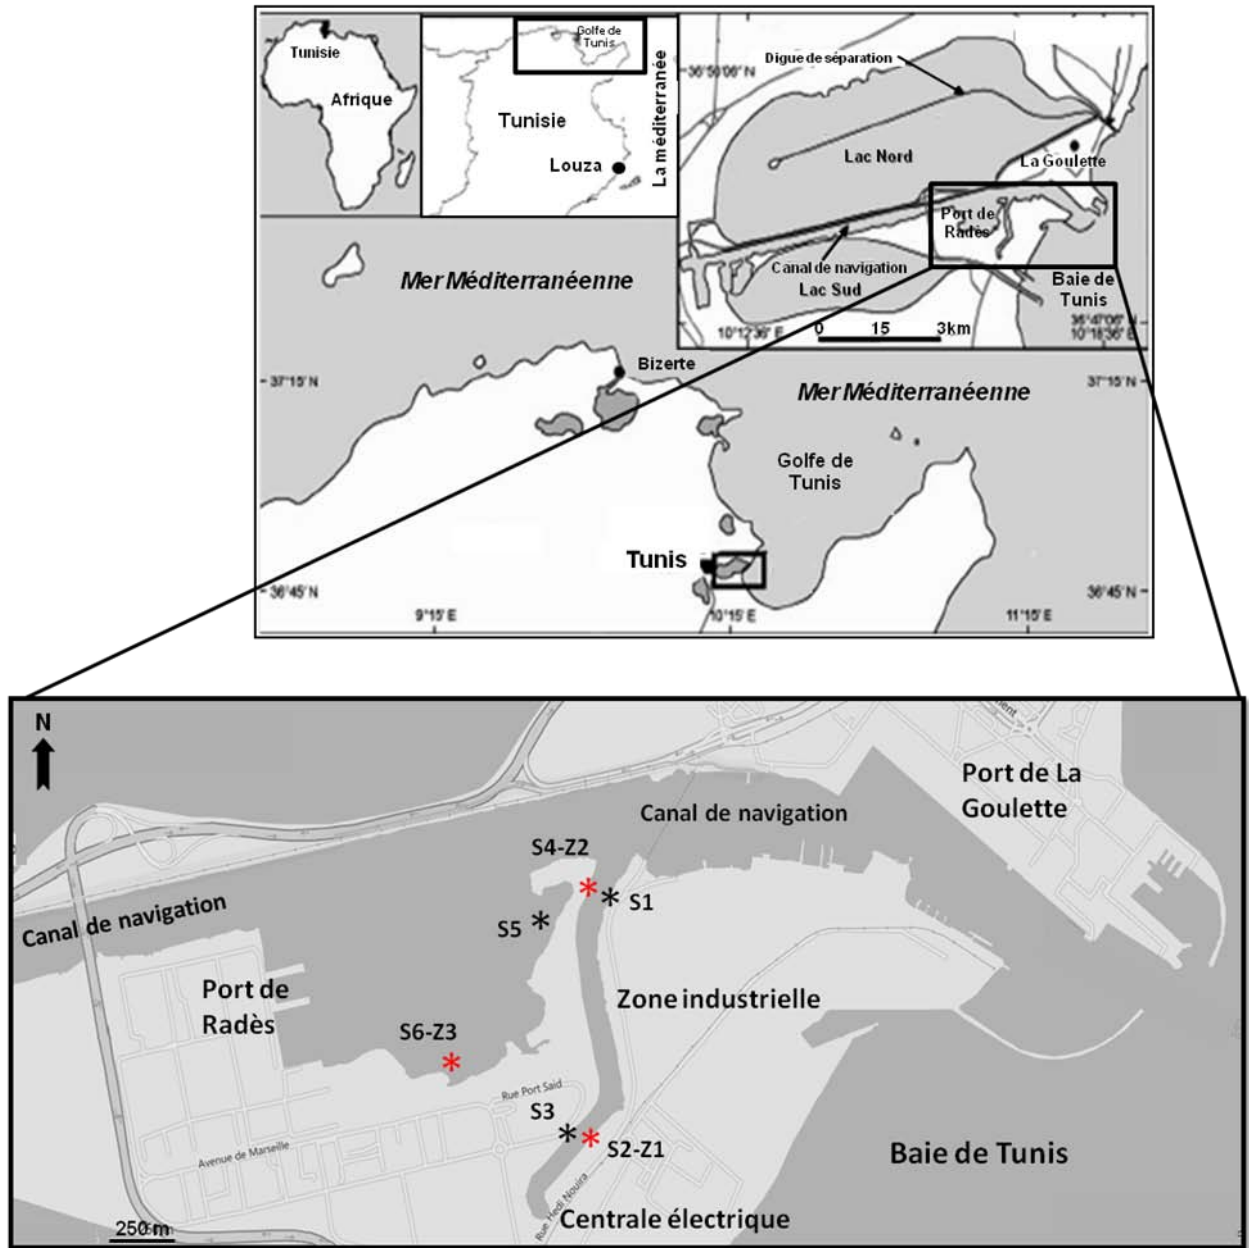 Tunisie
Afrique
Golfe de
Tunis
La méditerranée
Tunisie
Louza
36°50'06" N
Digue de séparation
Lac Nord
La Goulette
Port de
Radès
Canal de navigation
Lac Sud
Baie de
Tunis
36°47'06" N
10°12'36" E
10°18'36" E
0 15 3km
Mer Méditerranéenne
Bizerte
37°15' N
37°15' N
Mer Méditerranéenne
Golfe de
Tunis
Tunis
36°45' N
36°45' N
9°15' E
10°15' E
11°15' E
N
Port de La
Goulette
Canal de navigation
S4-Z2
S1
S5
Canal de navigation
Port de
Radès
Zone industrielle
S6-Z3
Rue Port Said
S3
S2-Z1
Avenue de Marseille
Rue Hedi Nouira
Baie de Tunis
Centrale électrique
250 m